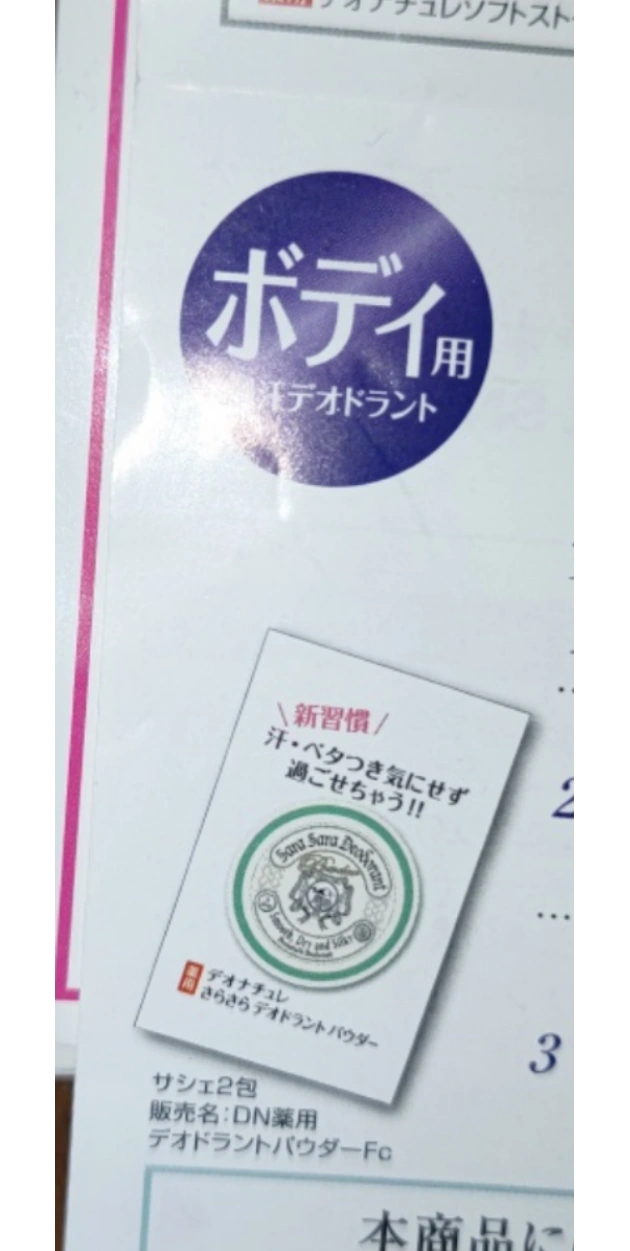 デオナチュレソフトスト
ボディ用
汗デオドラント
\新習慣/
汗・ベタつき気にせず
過ごせちゃう!!
Sara Sara Deodorant
Powder
Smooth, Dry and Silky
薬用
デオナチュレ
さらさらデオドラントパウダー
2
3
サシェ2包
販売名:DN薬用
デオドラントパウダーFc
本商品に